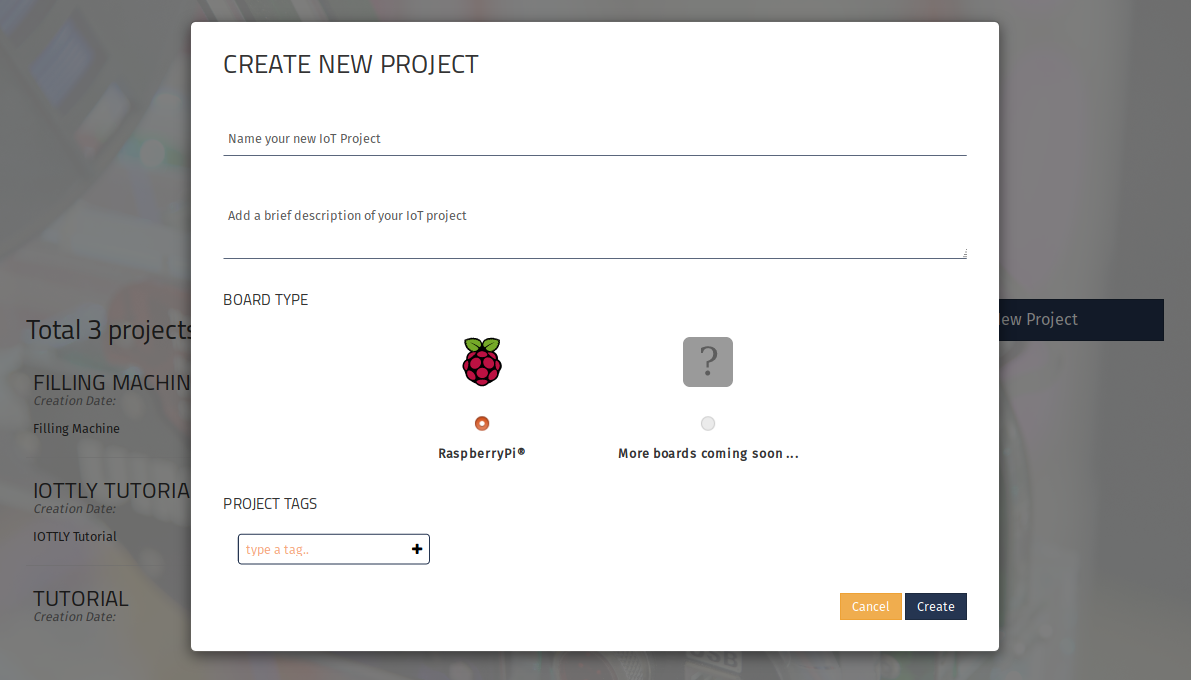 CREATE NEW PROJECT
Name your new IoT Project
Add a brief description of your IoT project
BOARD TYPE
?
RaspberryPi®
More boards coming soon ...
PROJECT TAGS
type a tag..
Cancel
Create
Total 3 projects
Project
FILLING MACHIN
Creation Date:
Filling Machine
IOTTLY TUTORIA
Creation Date:
IOTTLY Tutorial
TUTORIAL
Creation Date: